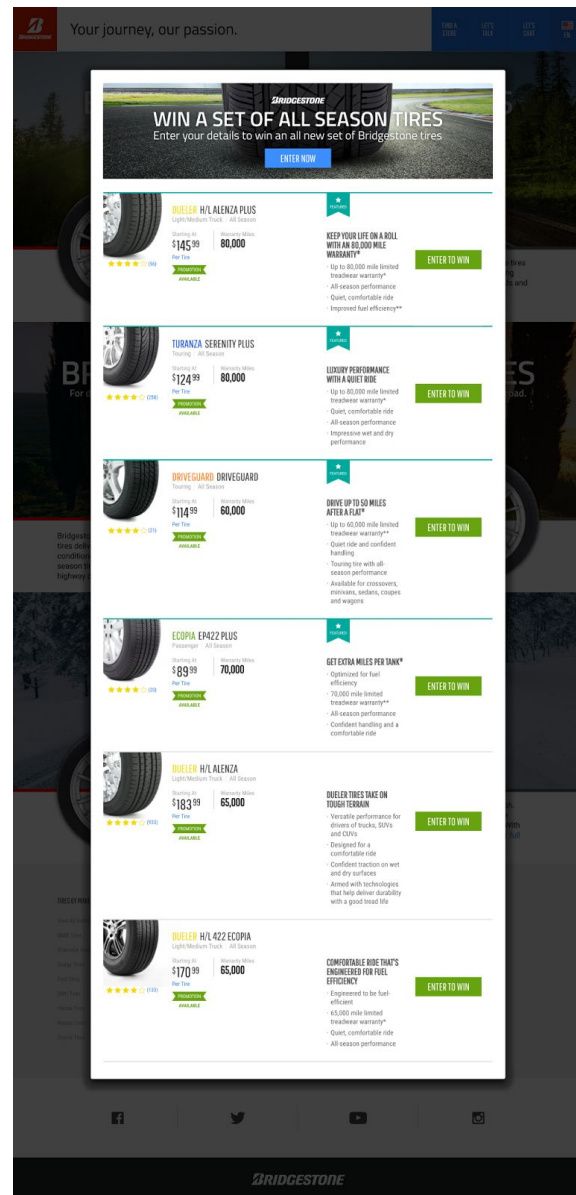 BRIDGESTONE
Your journey, our passion.
FIND A
STORE
LET'S
TALK
LET'S
CARE
EN
BRIDGESTONE
WIN A SET OF ALL SEASON TIRES
Enter your details to win an all new set of Bridgestone tires
ENTER NOW
DUELER H/L ALENZA PLUS
Light/Medium Truck | All Season
Starting At
$145 99
Per Tire
Warranty Miles
80,000
PROMOTION
AVAILABLE
FEATURED
KEEP YOUR LIFE ON A ROLL
WITH AN 80,000 MILE
WARRANTY*
· Up to 80,000 mile limited
treadwear warranty*
· All-season performance
· Quiet, comfortable ride
· Improved fuel efficiency**
ENTER TO WIN
TURANZA SERENITY PLUS
Touring | All Season
Starting At
$124 99
Per Tire
Warranty Miles
80,000
PROMOTION
AVAILABLE
FEATURED
LUXURY PERFORMANCE
WITH A QUIET RIDE
· Up to 80,000 mile limited
treadwear warranty*
· Quiet, comfortable ride
· All-season performance
· Impressive wet and dry
performance
ENTER TO WIN
DRIVEGUARD DRIVEGUARD
Touring | All Season
Starting At
$114 99
Per Tire
Warranty Miles
60,000
PROMOTION
AVAILABLE
FEATURED
DRIVE UP TO 50 MILES
AFTER A FLAT*
· Up to 60,000 mile limited
treadwear warranty**
· Quiet ride and confident
handling
· Touring tire with all-
season performance
· Available for crossovers,
minivans, sedans, coupes
and wagons
ENTER TO WIN
ECOPIA EP422 PLUS
Passenger | All Season
Starting At
$89 99
Per Tire
Warranty Miles
70,000
PROMOTION
AVAILABLE
FEATURED
GET EXTRA MILES PER TANK*
· Optimized for fuel
efficiency
· 70,000 mile limited
treadwear warranty**
· All-season performance
· Confident handling and a
comfortable ride
ENTER TO WIN
DUELER H/L ALENZA
Light/Medium Truck | All Season
Starting At
$183 99
Per Tire
Warranty Miles
65,000
PROMOTION
AVAILABLE
DUELER TIRES TAKE ON
TOUGH TERRAIN
· Versatile performance for
drivers of trucks, SUVs
and CUVs
· Designed for a
comfortable ride
· Confident traction on wet
and dry surfaces
· Armed with technologies
that help deliver durability
with a good tread life
ENTER TO WIN
DUELER H/L 422 ECOPIA
Light/Medium Truck | All Season
Starting At
$170 99
Per Tire
Warranty Miles
65,000
PROMOTION
AVAILABLE
COMFORTABLE RIDE THAT'S
ENGINEERED FOR FUEL
EFFICIENCY
· Engineered to be fuel-
efficient
· 65,000 mile limited
treadwear warranty*
· Quiet, comfortable ride
· All-season performance
ENTER TO WIN
BRIDGESTONE